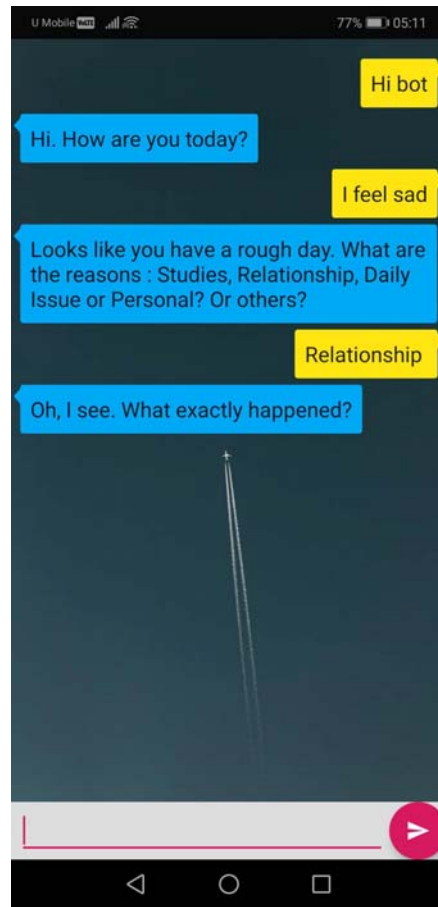 U Mobile VoLTE 77% 05:11
Hi bot
Hi. How are you today?
I feel sad
Looks like you have a rough day. What are
the reasons : Studies, Relationship, Daily
Issue or Personal? Or others?
Relationship
Oh, I see. What exactly happened?